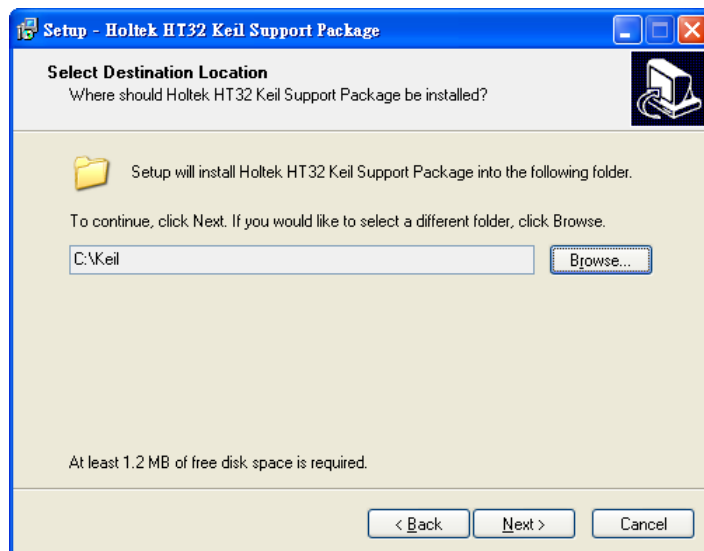 Setup - Holtek HT32 Keil Support Package
Select Destination Location
Where should Holtek HT32 Keil Support Package be installed?
Setup will install Holtek HT32 Keil Support Package into the following folder.
To continue, click Next. If you would like to select a different folder, click Browse.
C:\Keil
Browse...
At least 1.2 MB of free disk space is required.
< Back
Next >
Cancel